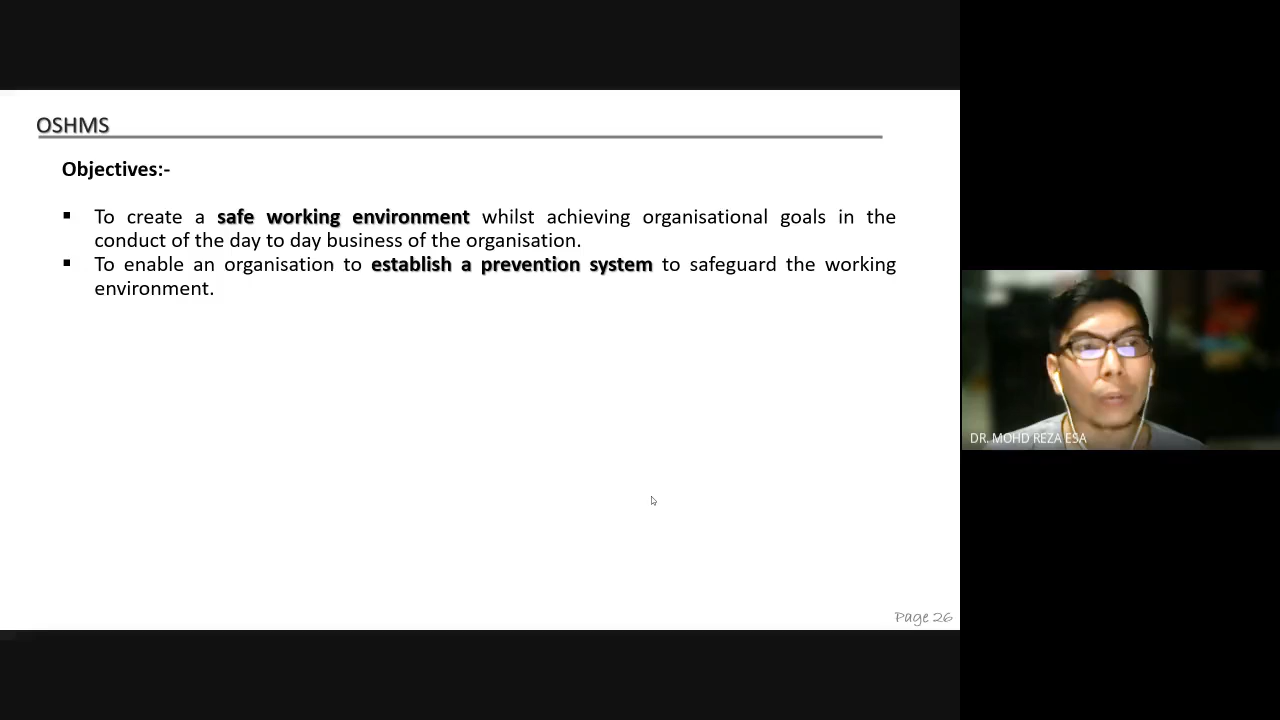 OSHMS
Objectives:-
▪ To create a safe working environment whilst achieving organisational goals in the
conduct of the day to day business of the organisation.
▪ To enable an organisation to establish a prevention system to safeguard the working
environment.
DR. MOHD REZA ESA
Page 26